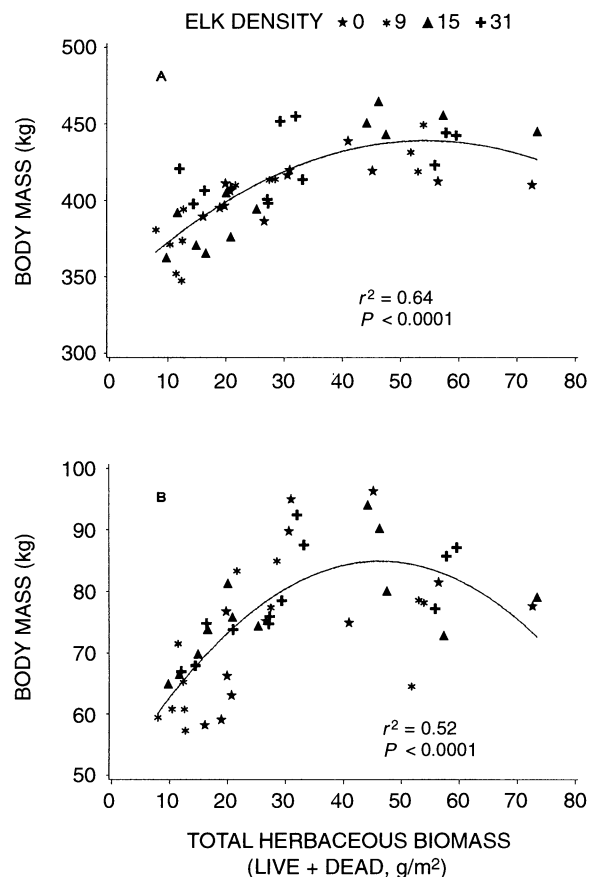 ELK DENSITY ★ 0 ✶ 9 ▲ 15 ✚ 31
A
500
450
400
350
300
BODY MASS (kg)
r² = 0.64
P < 0.0001
0 10 20 30 40 50 60 70 80
B
100
90
80
70
60
50
BODY MASS (kg)
r² = 0.52
P < 0.0001
0 10 20 30 40 50 60 70 80
TOTAL HERBACEOUS BIOMASS
(LIVE + DEAD, g/m²)